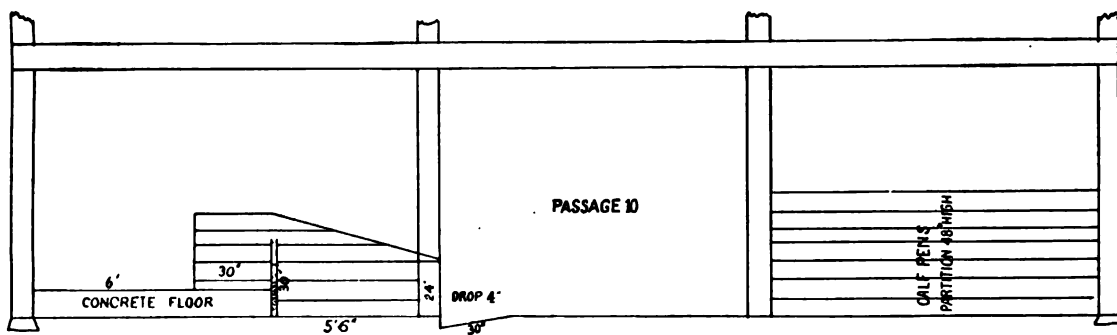 PASSAGE 10
CALF PENS
PARTITION 48" HIGH
6'
30"
30"
24'
DROP 4"
CONCRETE FLOOR
5'6"
30"